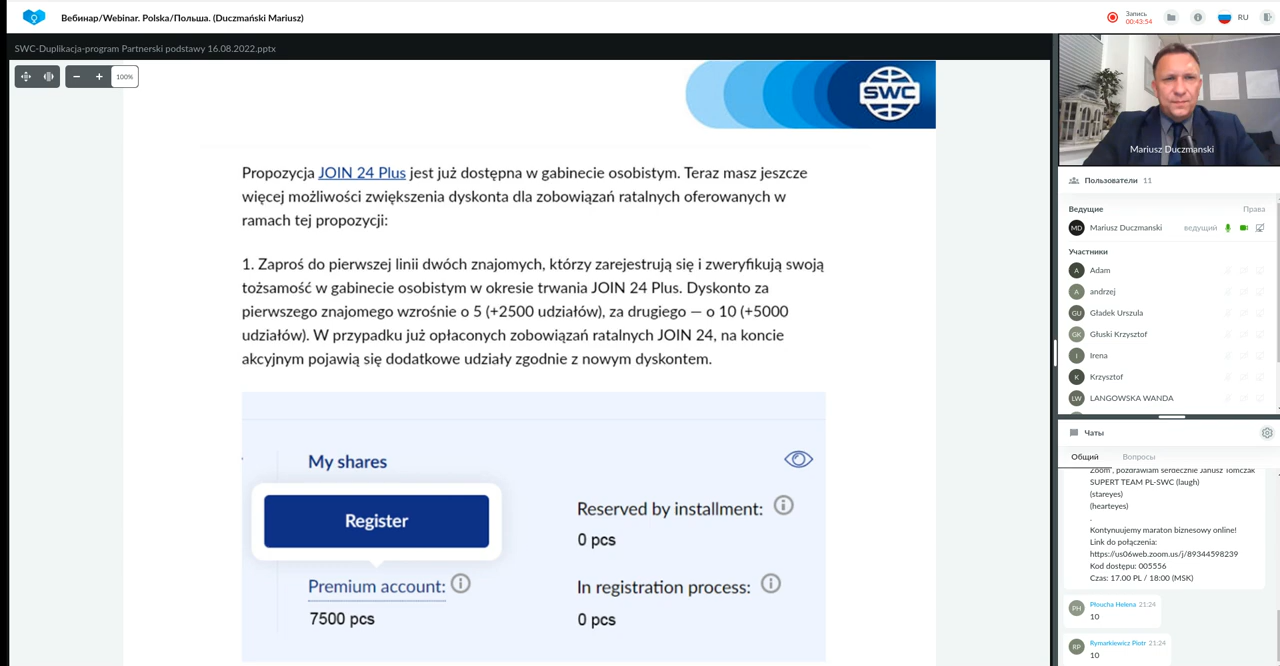 Вебинар/Webinar. Polska/Польша. (Duczmański Mariusz)
Запись
00:43:54
RU
SWC-Duplikacja-program Partnerski podstawy 16.08.2022.pptx
100%
SWC
Propozycja JOIN 24 Plus jest już dostępna w gabinecie osobistym. Teraz masz jeszcze
więcej możliwości zwiększenia dyskonta dla zobowiązań ratalnych oferowanych w
ramach tej propozycji:
1. Zaproś do pierwszej linii dwóch znajomych, którzy zarejestrują się i zweryfikują swoją
tożsamość w gabinecie osobistym w okresie trwania JOIN 24 Plus. Dyskonto za
pierwszego znajomego wzrośnie o 5 (+2500 udziałów), za drugiego — o 10 (+5000
udziałów). W przypadku już opłaconych zobowiązań ratalnych JOIN 24, na koncie
akcyjnym pojawią się dodatkowe udziały zgodnie z nowym dyskontem.
My shares
Register
Reserved by installment:
0 pcs
Premium account:
7500 pcs
In registration process:
0 pcs
Mariusz Duczmanski
Пользователи 11
Ведущие Права
MD Mariusz Duczmanski ведущий
Участники
A Adam
A andrzej
GU Gładek Urszula
GK Głuski Krzysztof
I Irena
K Krzysztof
LW LANGOWSKA WANDA
Чаты
Общий Вопросы
Zoom", pozdrawiam serdecznie Janusz Tomczak
SUPERT TEAM PL-SWC (laugh)
(stareyes)
(hearteyes)
.
Kontynuujemy maraton biznesowy online!
Link do połączenia:
https://us06web.zoom.us/j/89344598239
Kod dostępu: 005556
Czas: 17.00 PL / 18:00 (MSK)
PH Płoucha Helena 21:24
10
RP Rymarkiewicz Piotr 21:24
10